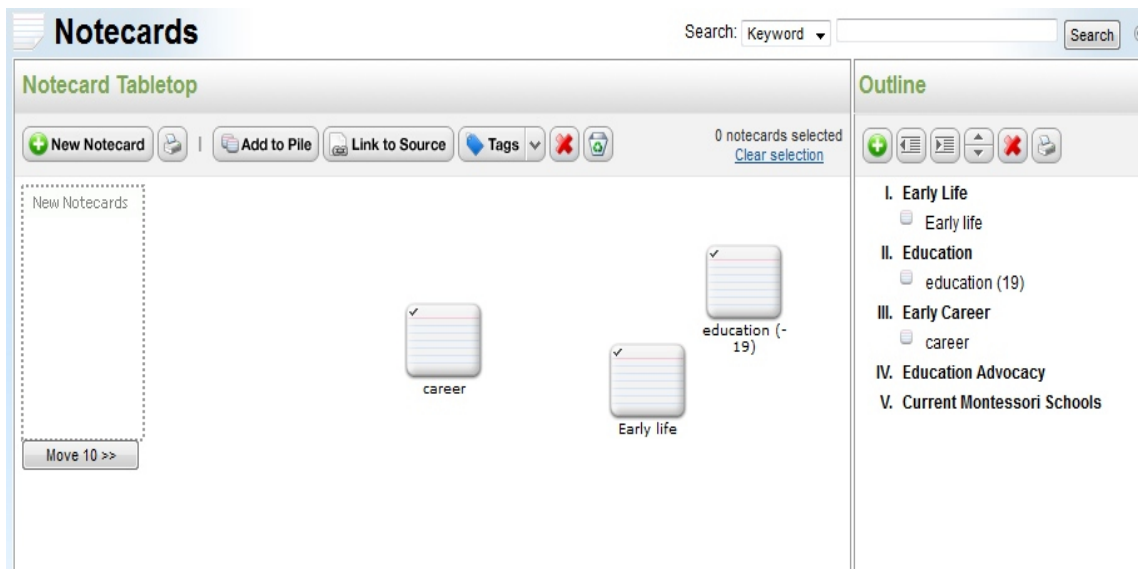 Notecards
Search: Keyword Search
Notecard Tabletop
New Notecard | Add to Pile Link to Source Tags
0 notecards selected
Clear selection
New Notecards
Move 10 >>
career
Early life
education (-
19)
Outline
I. Early Life
Early life
II. Education
education (19)
III. Early Career
career
IV. Education Advocacy
V. Current Montessori Schools